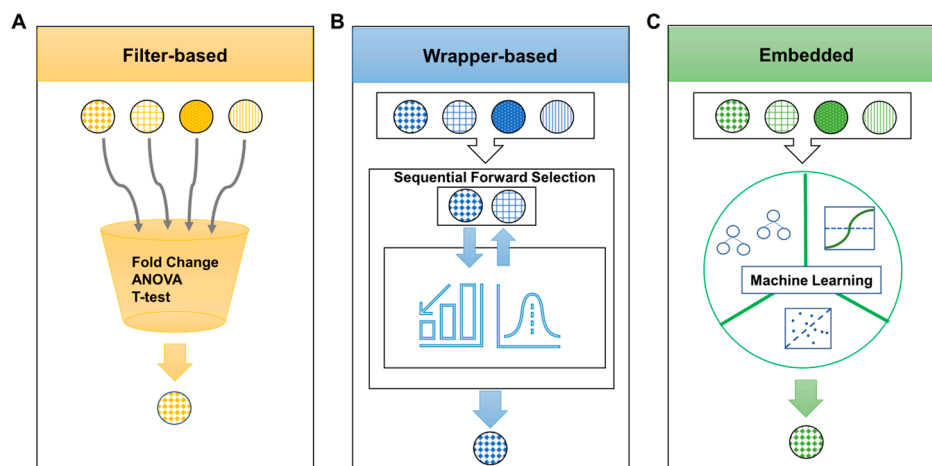 A
Filter-based
Fold Change
ANOVA
T-test
B
Wrapper-based
Sequential Forward Selection
C
Embedded
Machine Learning